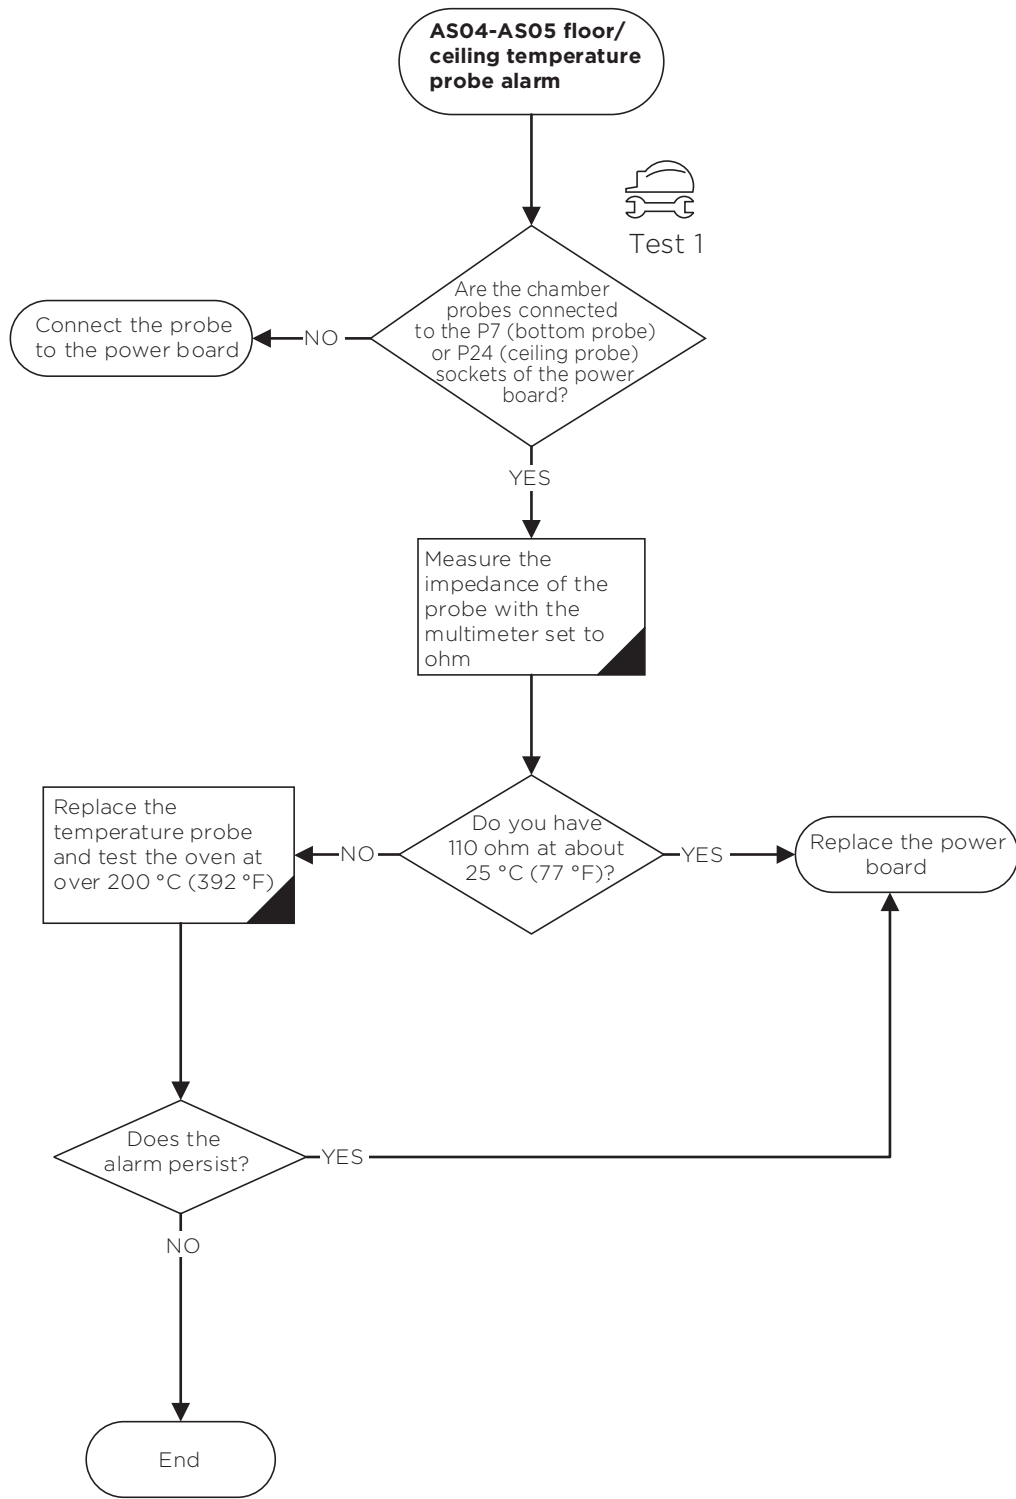 AS04-AS05 floor/
ceiling temperature
probe alarm
Test 1
Are the chamber
probes connected
to the P7 (bottom probe)
or P24 (ceiling probe)
sockets of the power
board?
NO
Connect the probe
to the power board
YES
Measure the
impedance of the
probe with the
multimeter set to
ohm
Do you have
110 ohm at about
25 °C (77 °F)?
NO
YES
Replace the
temperature probe
and test the oven at
over 200 °C (392 °F)
Replace the power
board
Does the
alarm persist?
YES
NO
End